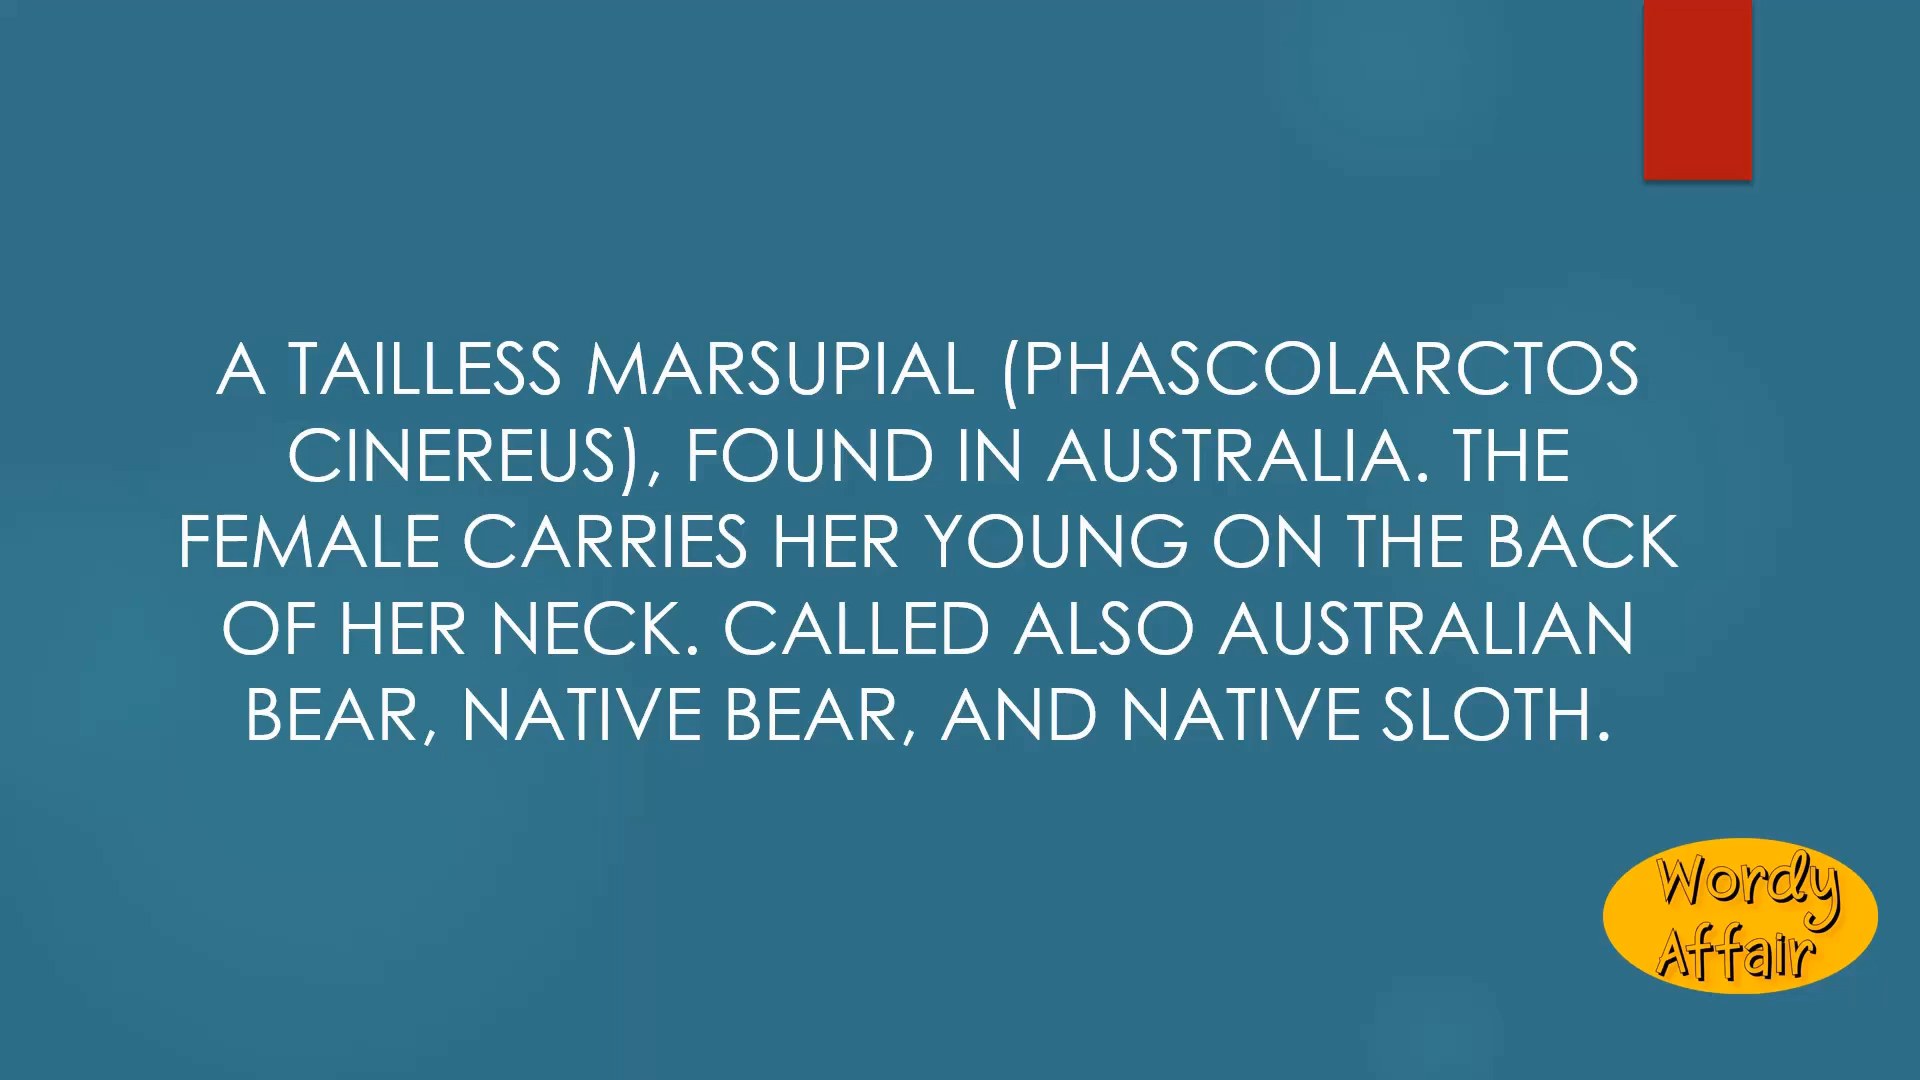 A TAILLESS MARSUPIAL (PHASCOLARCTOS
CINEREUS), FOUND IN AUSTRALIA. THE
FEMALE CARRIES HER YOUNG ON THE BACK
OF HER NECK. CALLED ALSO AUSTRALIAN
BEAR, NATIVE BEAR, AND NATIVE SLOTH.
Wordy
Affair